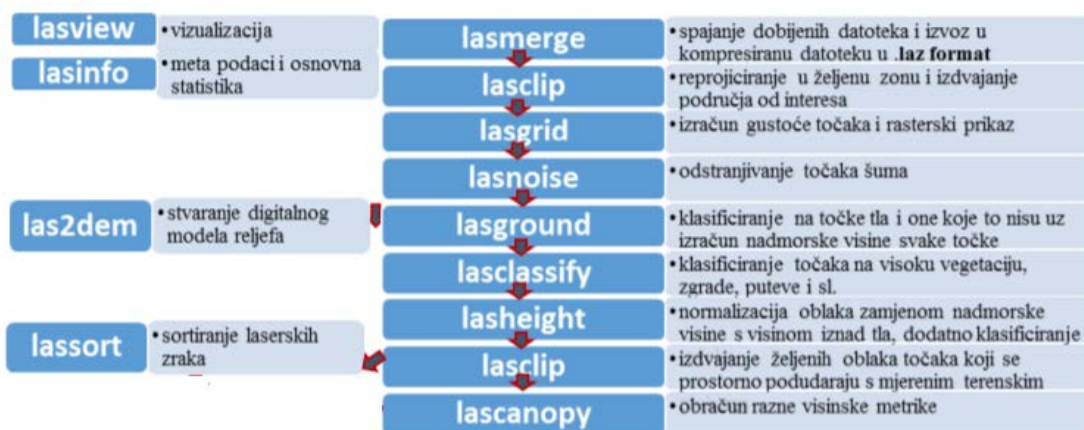 lasview
•vizualizacija
lasinfo
•meta podaci i osnovna
statistika
las2dem
•stvaranje digitalnog
modela reljefa
lassort
•sortiranje laserskih
zraka
lasmerge
•spajanje dobijenih datoteka i izvoz u
kompresiranu datoteku u .laz format
lasclip
•reprojiciranje u željenu zonu i izdvajanje
područja od interesa
lasgrid
•izračun gustoće točaka i rasterski prikaz
lasnoise
•odstranjivanje točaka šuma
lasground
•klasificiranje na točke tla i one koje to nisu uz
izračun nadmorske visine svake točke
lasclassify
•klasificiranje točaka na visoku vegetaciju,
zgrade, puteve i sl.
lasheight
•normalizacija oblaka zamjenom nadmorske
visine s visinom iznad tla, dodatno klasificiranje
lasclip
•izdvajanje željenih oblaka točaka koji se
prostorno podudaraju s mjerenim terenskim
lascanopy
•obračun razne visinske metrike